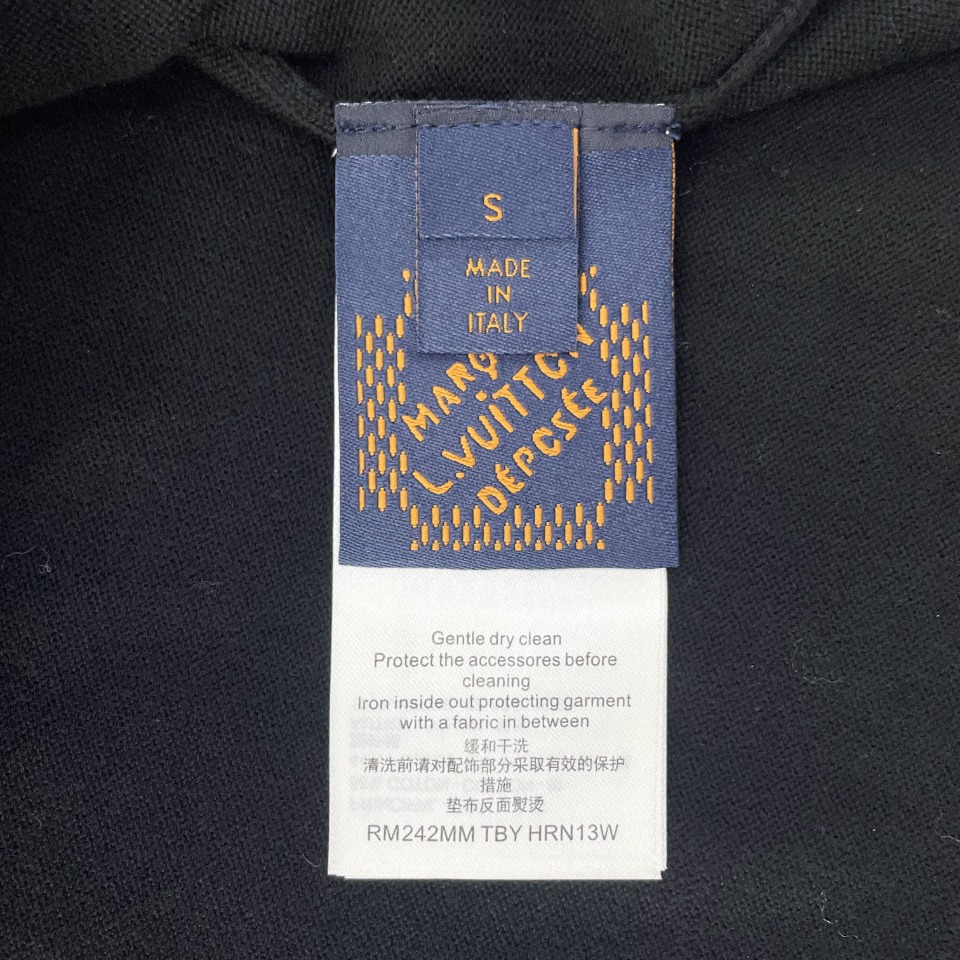 S
MADE
IN
ITALY
L.VUITTON
DÉPOSÉE
Gentle dry clean
Protect the accessores before
cleaning
Iron inside out protecting garment
with a fabric in between
缓和干洗
清洗前请对配饰部分采取有效的保护
措施
垫布反面熨烫
RM242MM TBY HRN13W